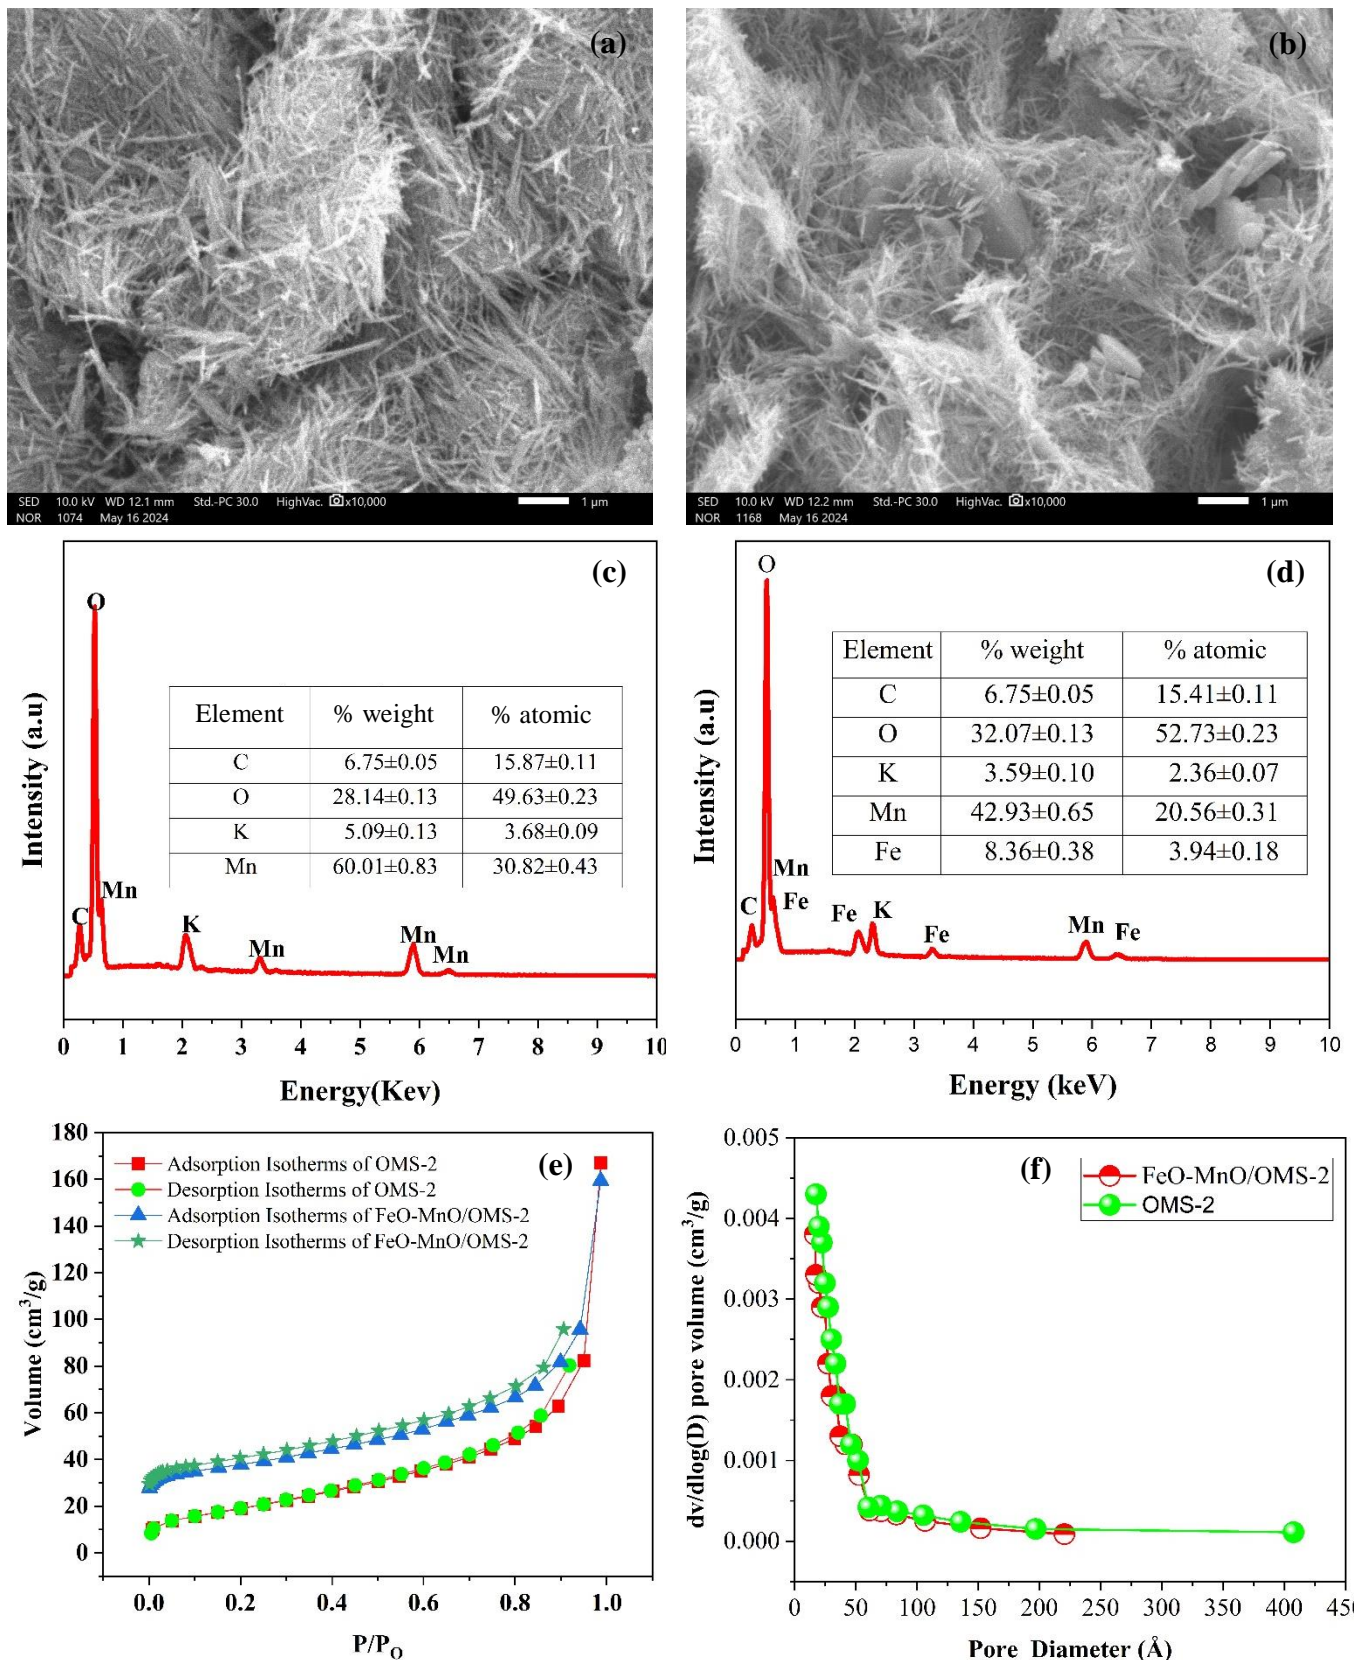 (a)
SED 10.0 kV WD 12.1 mm Std.-PC 30.0 HighVac. x10,000 1 µm
NOR 1074 May 16 2024
(b)
SED 10.0 kV WD 12.2 mm Std.-PC 30.0 HighVac. x10,000 1 µm
NOR 1168 May 16 2024
(c)
O
Element % weight % atomic
C 6.75±0.05 15.87±0.11
O 28.14±0.13 49.63±0.23
K 5.09±0.13 3.68±0.09
Mn 60.01±0.83 30.82±0.43
C Mn K Mn Mn Mn
Intensity (a.u)
0 1 2 3 4 5 6 7 8 9 10
Energy(Kev)
(d)
O
Element % weight % atomic
C 6.75±0.05 15.41±0.11
O 32.07±0.13 52.73±0.23
K 3.59±0.10 2.36±0.07
Mn 42.93±0.65 20.56±0.31
Fe 8.36±0.38 3.94±0.18
Mn
C Fe Fe K Fe Mn Fe
Intensity (a.u)
0 1 2 3 4 5 6 7 8 9 10
Energy (keV)
(e)
Adsorption Isotherms of OMS-2
Desorption Isotherms of OMS-2
Adsorption Isotherms of FeO-MnO/OMS-2
Desorption Isotherms of FeO-MnO/OMS-2
180
160
140
120
100
80
60
40
20
0
Volume (cm³/g)
0.0 0.2 0.4 0.6 0.8 1.0
P/P_O
(f)
FeO-MnO/OMS-2
OMS-2
0.005
0.004
0.003
0.002
0.001
0.000
dv/dlog(D) pore volume (cm³/g)
0 50 100 150 200 250 300 350 400 450
Pore Diameter (Å)